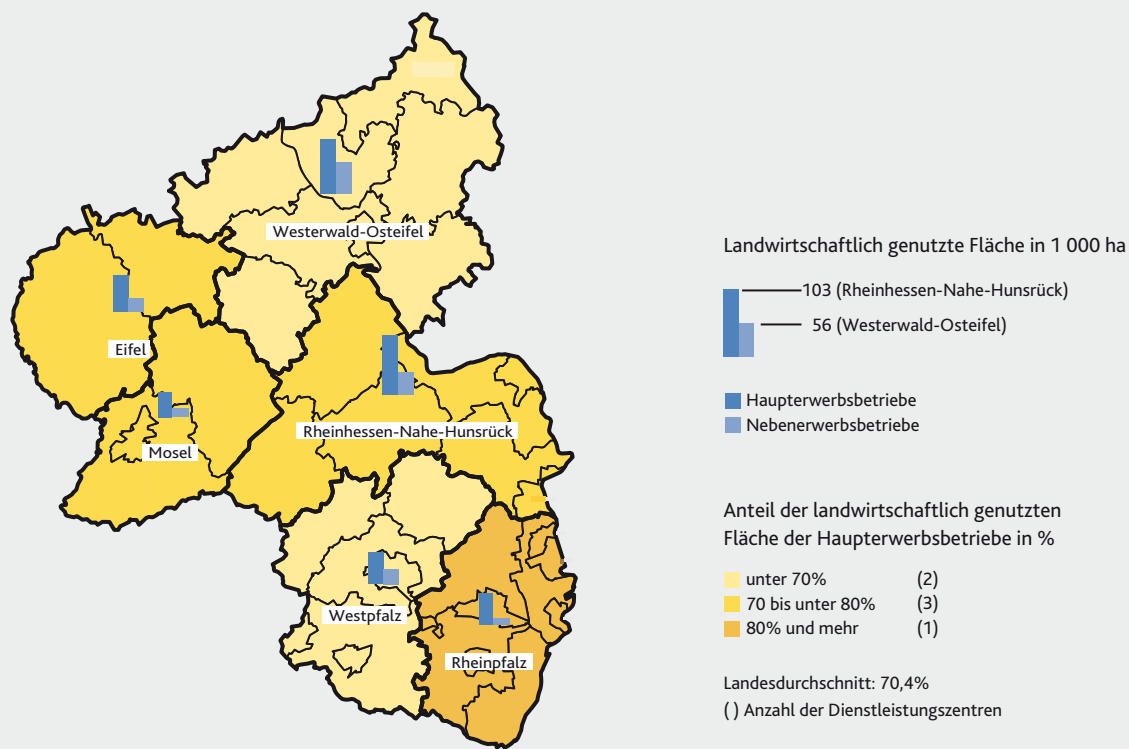 Westerwald-Osteifel
Eifel
Mosel
Rheinhessen-Nahe-Hunsrück
Westpfalz
Rheinpfalz
Landwirtschaftlich genutzte Fläche in 1 000 ha
103 (Rheinhessen-Nahe-Hunsrück)
56 (Westerwald-Osteifel)
Haupterwerbsbetriebe
Nebenerwerbsbetriebe
Anteil der landwirtschaftlich genutzten
Fläche der Haupterwerbsbetriebe in %
unter 70% (2)
70 bis unter 80% (3)
80% und mehr (1)
Landesdurchschnitt: 70,4%
( ) Anzahl der Dienstleistungszentren